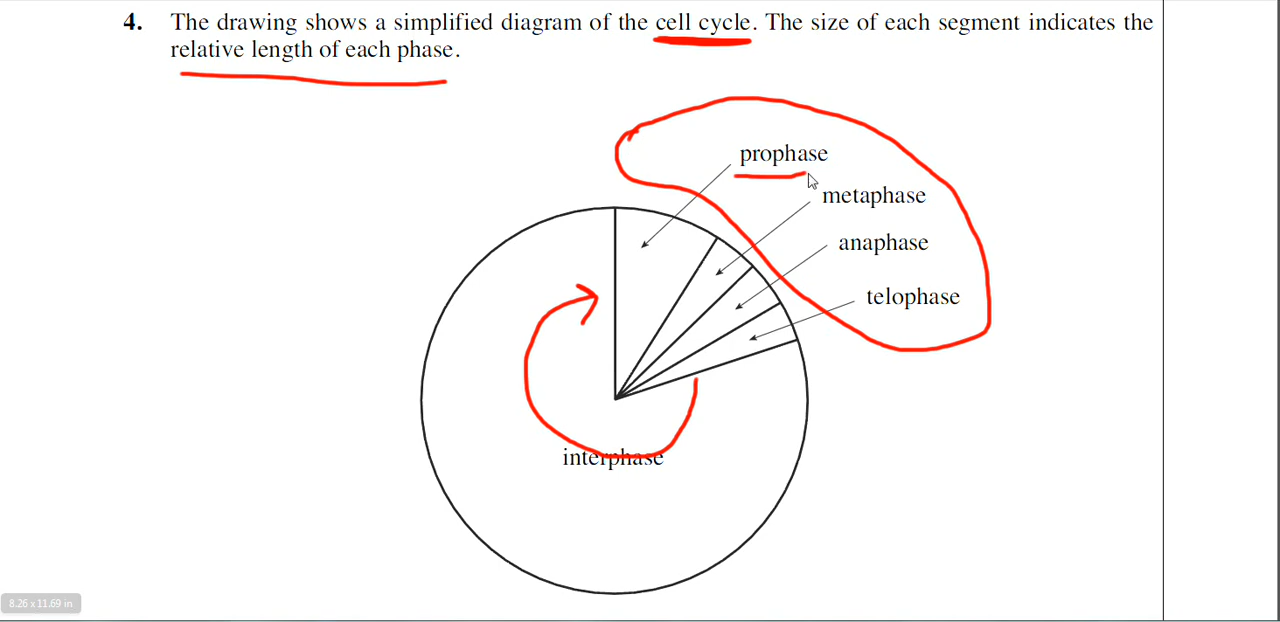 4. The drawing shows a simplified diagram of the cell cycle. The size of each segment indicates the
relative length of each phase.
prophase
metaphase
anaphase
telophase
interphase
8.26 x 11.69 in